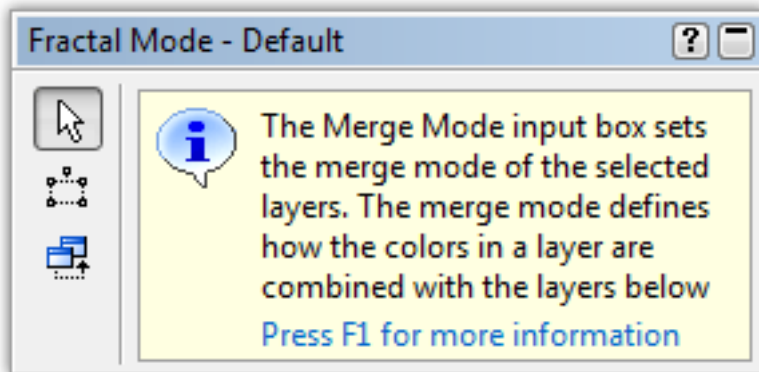 Fractal Mode - Default
The Merge Mode input box sets
the merge mode of the selected
layers. The merge mode defines
how the colors in a layer are
combined with the layers below
Press F1 for more information